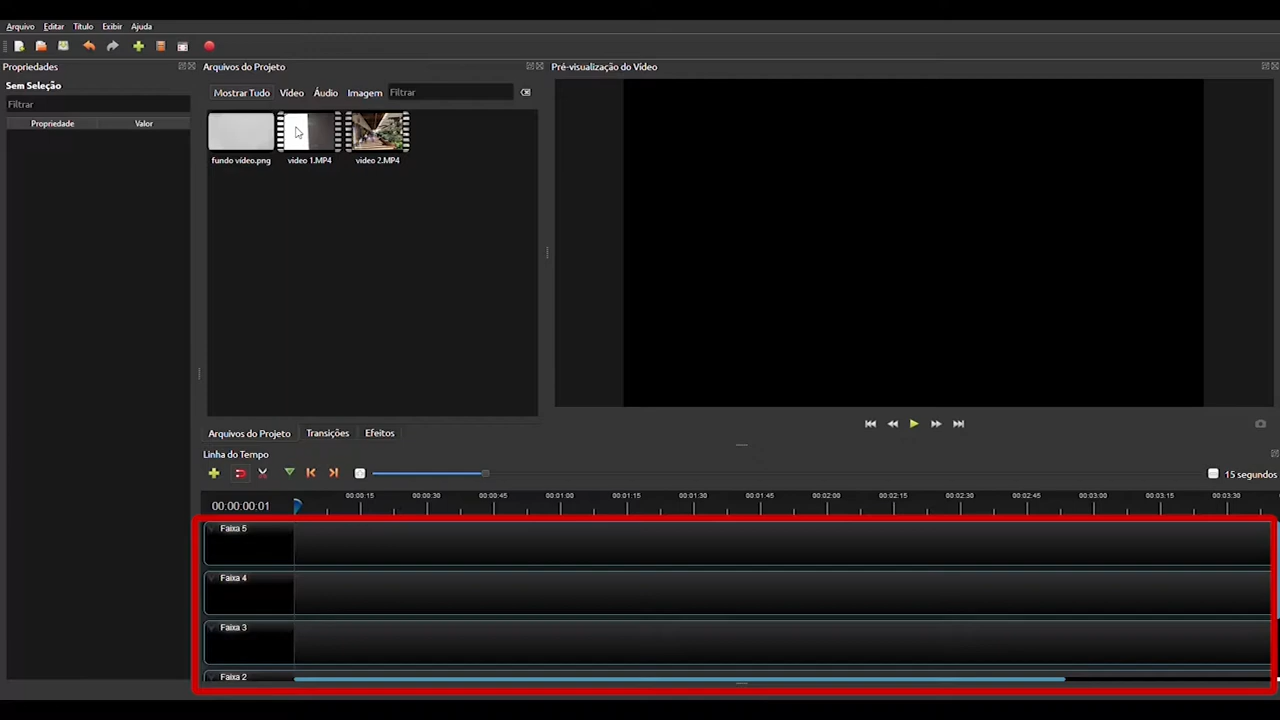 Arquivo Editar Título Exibir Ajuda
Propriedades
Sem Seleção
Filtrar
Propriedade Valor
Arquivos do Projeto
Mostrar Tudo Vídeo Áudio Imagem Filtrar
fundo vídeo.png video 1.MP4 video 2.MP4
Arquivos do Projeto Transições Efeitos
Pré-visualização do Vídeo
Linha do Tempo
15 segundos
00:00:00:01 00:00:15 00:00:30 00:00:45 00:01:00 00:01:15 00:01:30 00:01:45 00:02:00 00:02:15 00:02:30 00:02:45 00:03:00 00:03:15 00:03:30
Faixa 5
Faixa 4
Faixa 3
Faixa 2